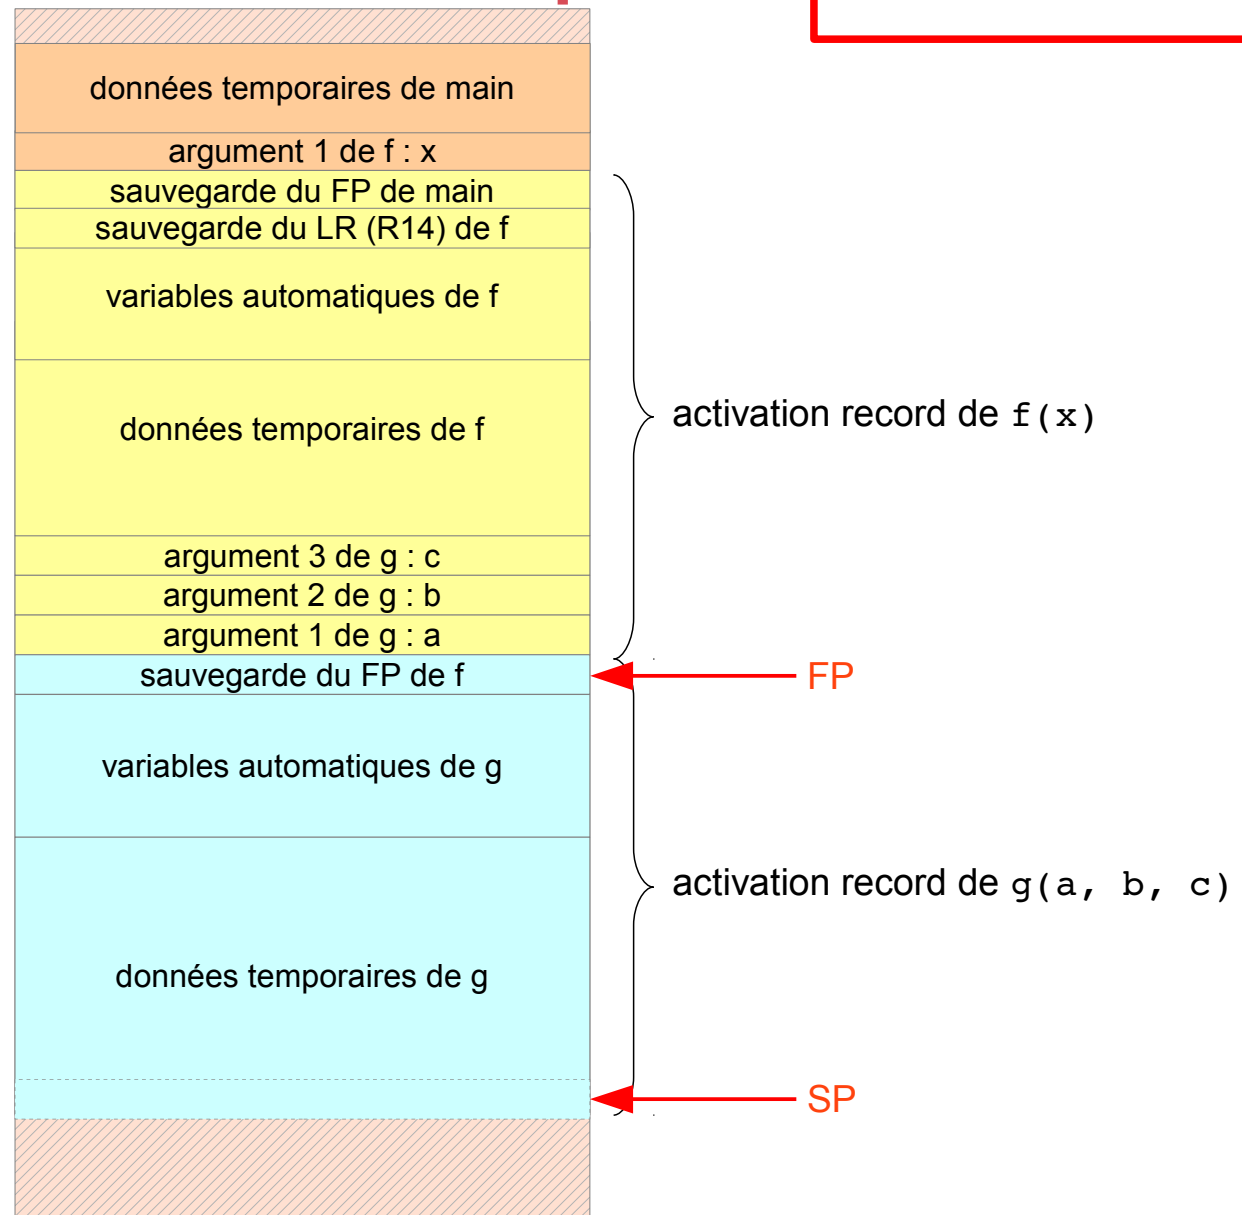 données temporaires de main
argument 1 de f : x
sauvegarde du FP de main
sauvegarde du LR (R14) de f
variables automatiques de f
données temporaires de f
activation record de f(x)
argument 3 de g : c
argument 2 de g : b
argument 1 de g : a
sauvegarde du FP de f
FP
variables automatiques de g
activation record de g(a, b, c)
données temporaires de g
SP